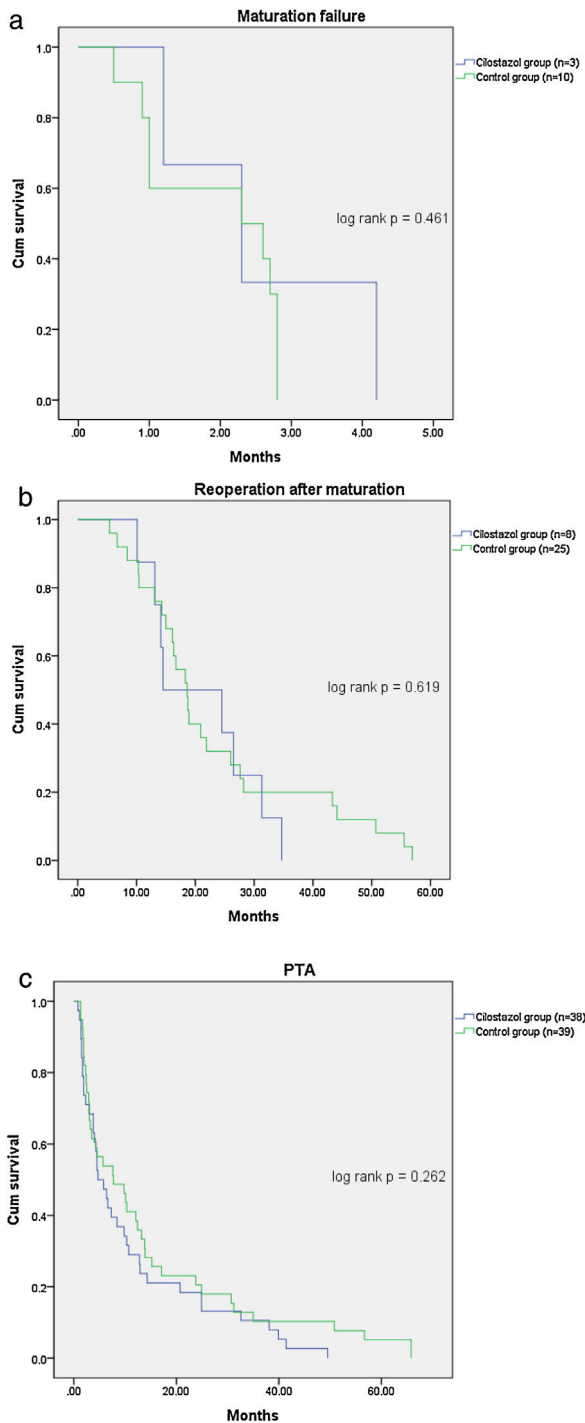 a
Maturation failure
Cilostazol group (n=3)
Control group (n=10)
1.0
0.8
0.6
0.4
0.2
0.0
Cum survival
log rank p = 0.461
.00 1.00 2.00 3.00 4.00 5.00
Months
b
Reoperation after maturation
Cilostazol group (n=8)
Control group (n=25)
1.0
0.8
0.6
0.4
0.2
0.0
Cum survival
log rank p = 0.619
.00 10.00 20.00 30.00 40.00 50.00 60.00
Months
c
PTA
Cilostazol group (n=38)
Control group (n=39)
1.0
0.8
0.6
0.4
0.2
0.0
Cum survival
log rank p = 0.262
.00 20.00 40.00 60.00
Months